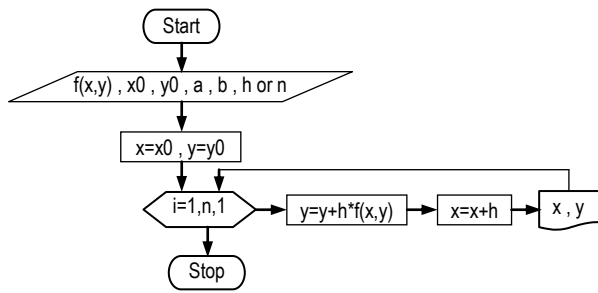 Start
f(x,y) , x0 , y0 , a , b , h or n
x=x0 , y=y0
i=1,n,1
y=y+h*f(x,y)
x=x+h
x , y
Stop